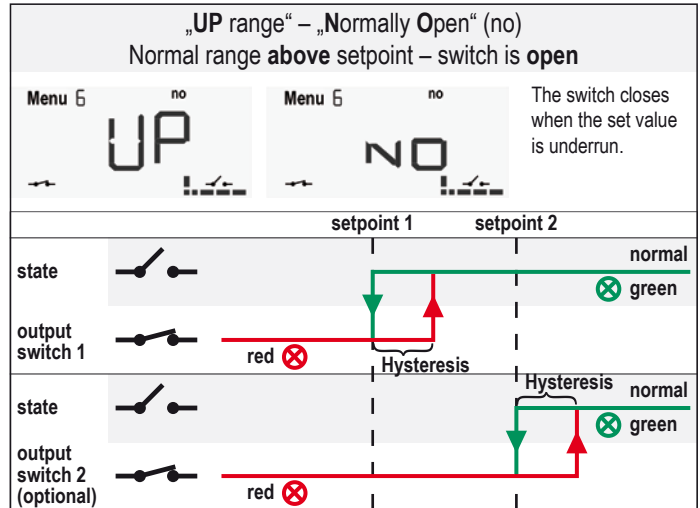 „UP range“ – „Normally Open“ (no)
Normal range above setpoint – switch is open
Menu 6 no
UP
Menu 6 no
NO
The switch closes
when the set value
is underrun.
setpoint 1 setpoint 2
normal
state
green
output
switch 1
red
Hysteresis
Hysteresis
normal
state
green
output
switch 2
(optional)
red